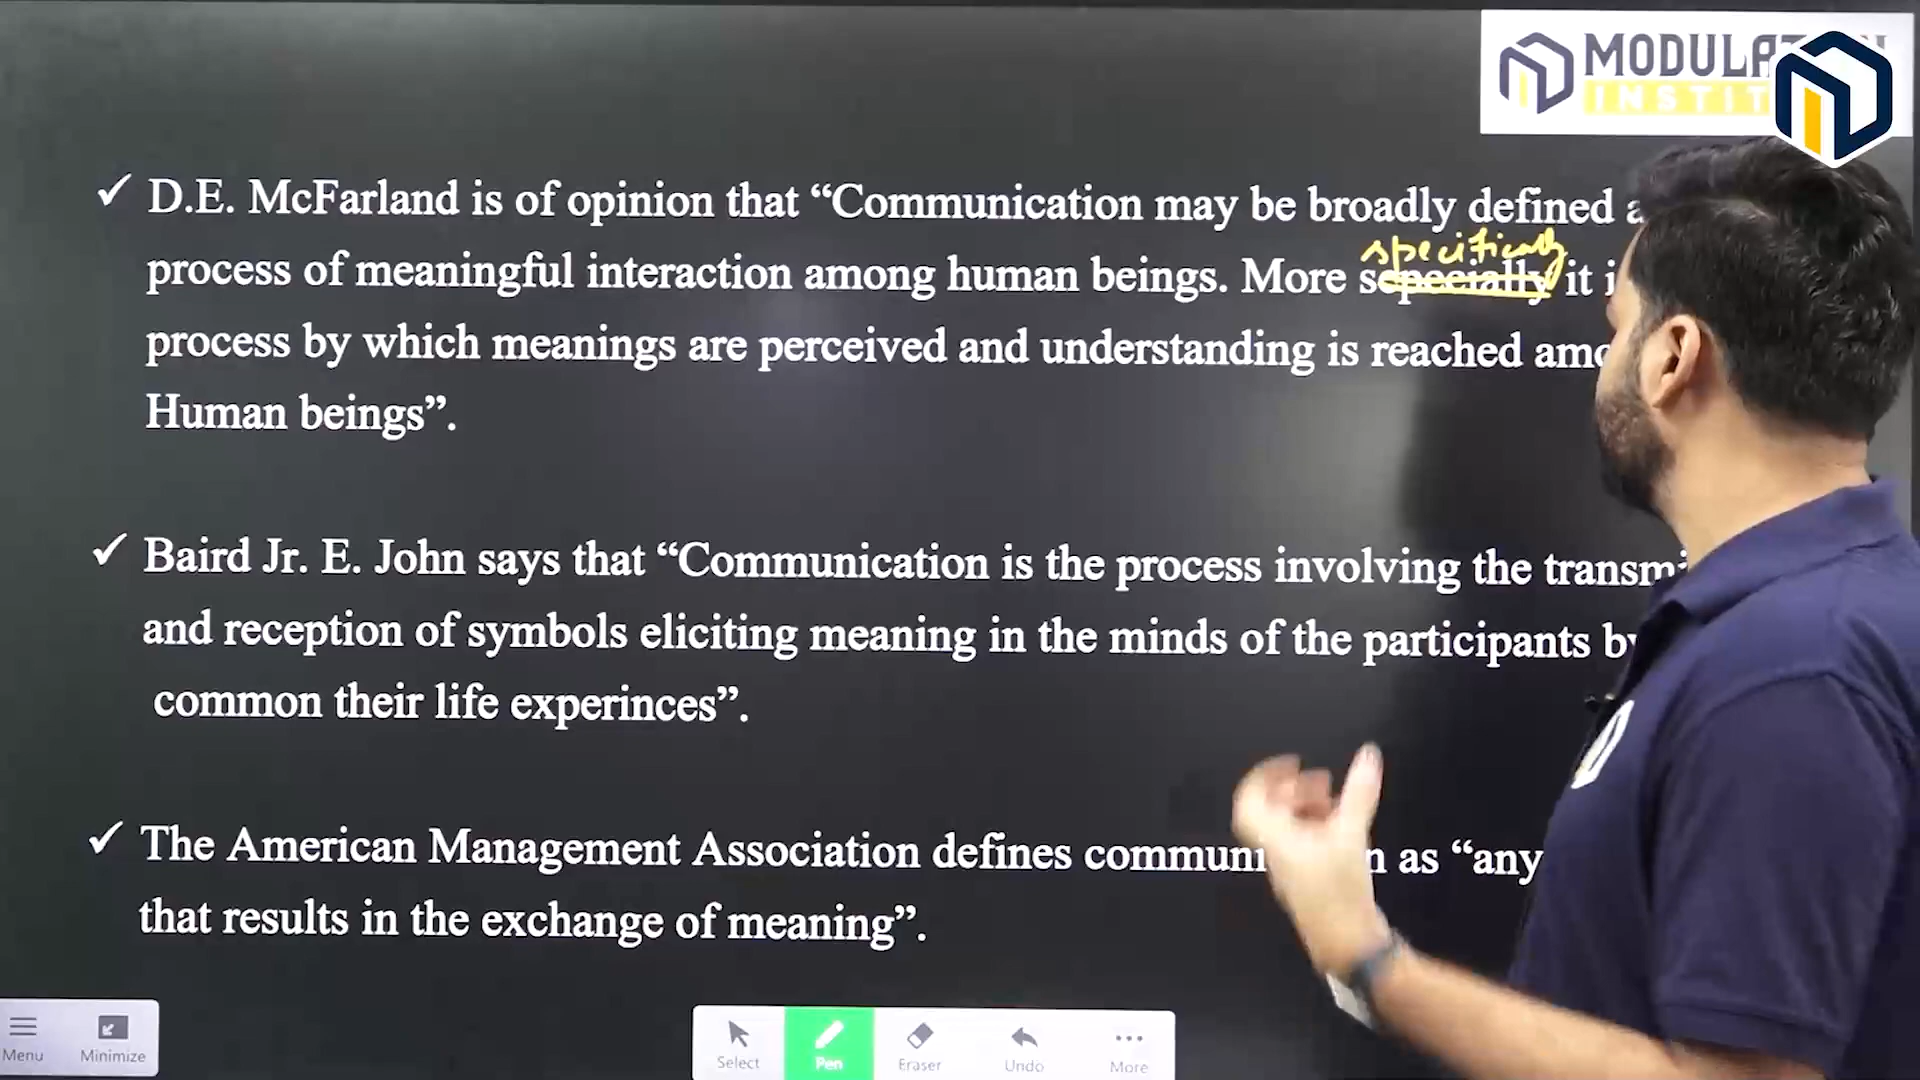 MODULAT
INSTIT
✓ D.E. McFarland is of opinion that “Communication may be broadly defined
specifically
process of meaningful interaction among human beings. More sepecially it
process by which meanings are perceived and understanding is reached
Human beings”.
✓ Baird Jr. E. John says that “Communication is the process involving the
and reception of symbols eliciting meaning in the minds of the participants
common their life experinces”.
✓ The American Management Association defines as “any
that results in the exchange of meaning”.
Menu Minimize Select Pen Eraser Undo More